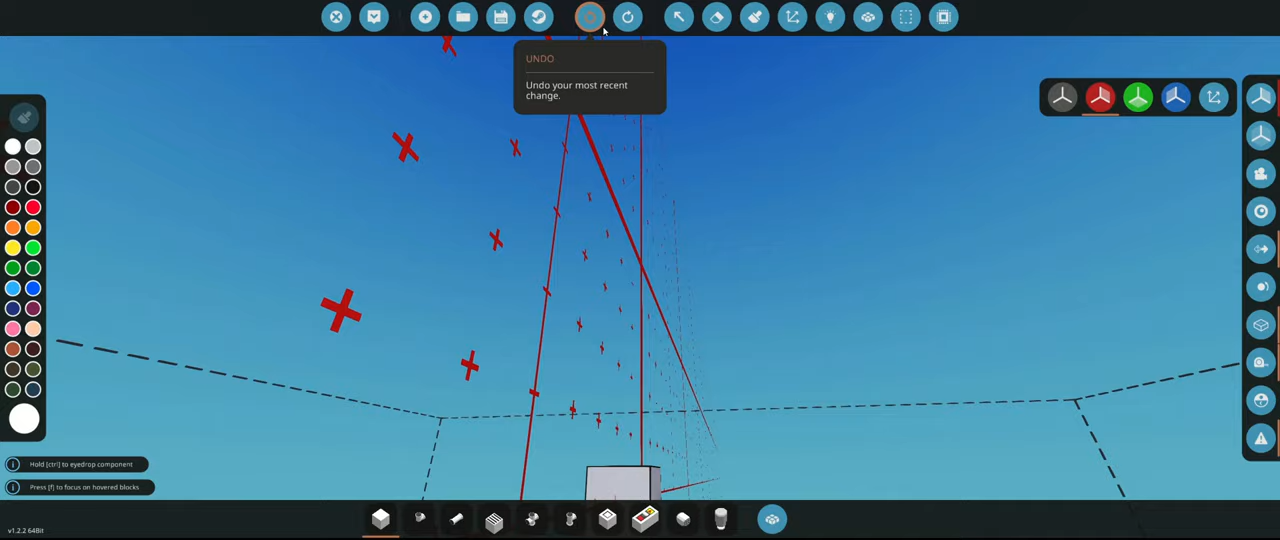 UNDO
Undo your most recent
change.
Hold [ctrl] to eyedrop component
Press [f] to focus on hovered blocks
v1.2.2 64Bit